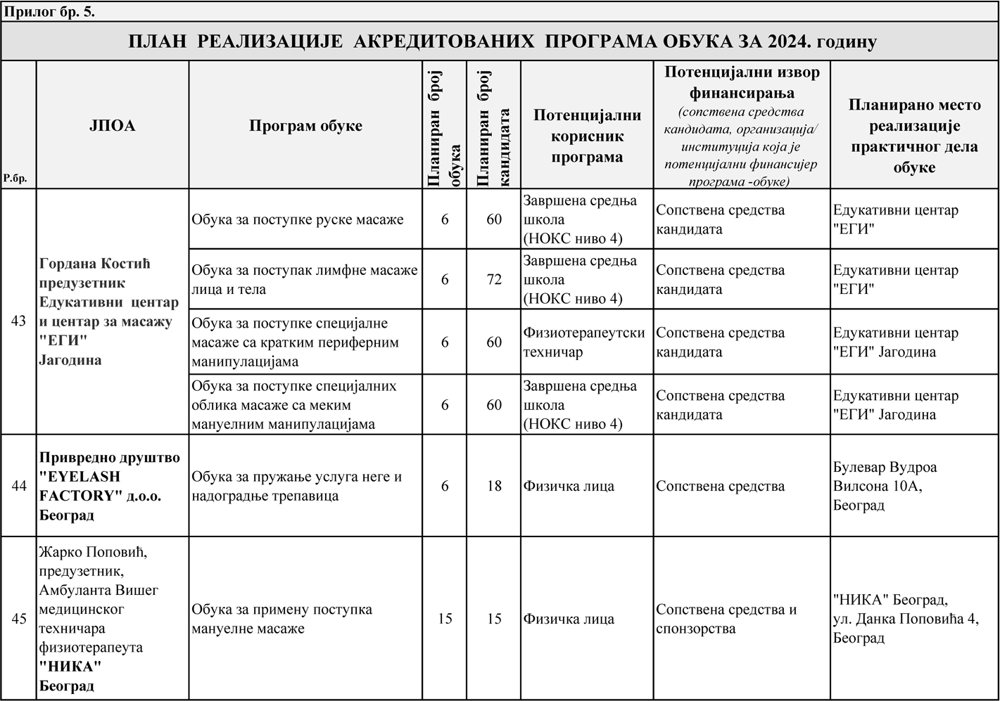 Прилог бр. 5.
ПЛАН РЕАЛИЗАЦИЈЕ АКРЕДИТОВАНИХ ПРОГРАМА ОБУКА ЗА 2024. годину
Р.бр.
ЈПОА
Програм обуке
Планиран број
обука
Планиран број
кандидата
Потенцијални
корисник
програма
Потенцијални извор
финансирања
(сопствена средства
кандидата, организација/
институција која је
потенцијални финансијер
програма -обуке)
Планирано место
реализације
практичног дела
обуке
43
Гордана Костић
предузетник
Едукативни центар
и центар за масажу
"ЕГИ"
Јагодина
Обука за поступке руске масаже
6
60
Завршена средња
школа
(НОКС ниво 4)
Сопствена средства
кандидата
Едукативни центар
"ЕГИ"
Обука за поступак лимфне масаже
лица и тела
6
72
Завршена средња
школа
(НОКС ниво 4)
Сопствена средства
кандидата
Едукативни центар
"ЕГИ"
Обука за поступке специјалне
масаже са кратким периферним
манипулацијама
6
60
Физиотерапеутски
техничар
Сопствена средства
кандидата
Едукативни центар
"ЕГИ" Јагодина
Обука за поступке специјалних
облика масаже са меким
мануелним манипулацијама
6
60
Завршена средња
школа
(НОКС ниво 4)
Сопствена средства
кандидата
Едукативни центар
"ЕГИ" Јагодина
44
Привредно друштво
"EYELASH
FACTORY" д.о.о.
Београд
Обука за пружање услуга неге и
надоградње трепавица
6
18
Физичка лица
Сопствена средства
Булевар Вудроа
Вилсона 10А,
Београд
45
Жарко Поповић,
предузетник,
Амбуланта Вишег
медицинског
техничара
физиотерапеута
"НИКА"
Београд
Обука за примену поступка
мануелне масаже
15
15
Физичка лица
Сопствена средства и
спонзорства
"НИКА" Београд,
ул. Данка Поповића 4,
Београд